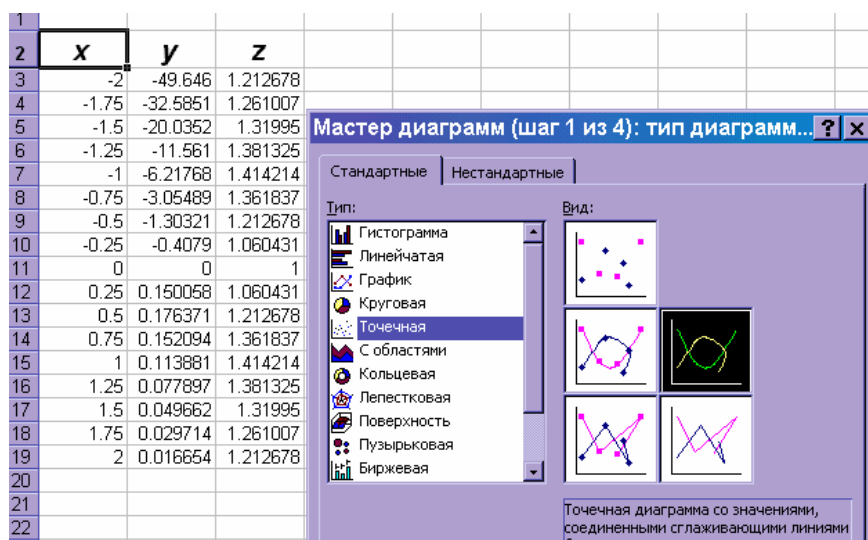 1
2 x y z
3 -2 -49.646 1.212678
4 -1.75 -32.5851 1.261007
5 -1.5 -20.0352 1.31995
6 -1.25 -11.561 1.381325
7 -1 -6.21768 1.414214
8 -0.75 -3.05489 1.361837
9 -0.5 -1.30321 1.212678
10 -0.25 -0.4079 1.060431
11 0 0 1
12 0.25 0.150058 1.060431
13 0.5 0.176371 1.212678
14 0.75 0.152094 1.361837
15 1 0.113881 1.414214
16 1.25 0.077897 1.381325
17 1.5 0.049662 1.31995
18 1.75 0.029714 1.261007
19 2 0.016654 1.212678
20
21
22
Мастер диаграмм (шаг 1 из 4): тип диаграмм... ? x
Стандартные Нестандартные
Тип:
Гистограмма
Линейчатая
График
Круговая
Точечная
С областями
Кольцевая
Лепестковая
Поверхность
Пузырьковая
Биржевая
Вид:
Точечная диаграмма со значениями,
соединенными сглаживающими линиями